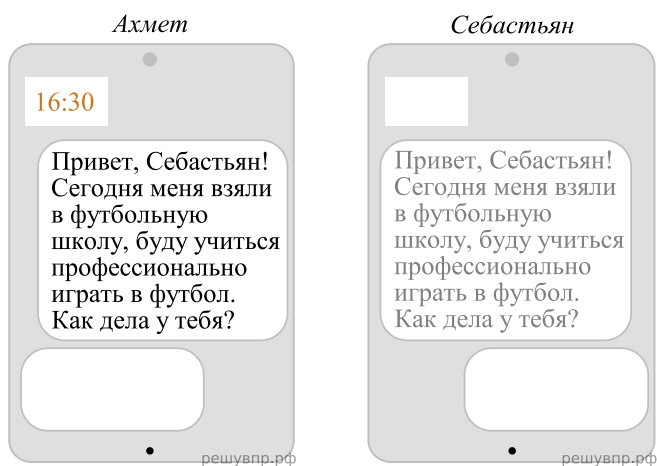 Ахмет
16:30
Привет, Себастьян!
Сегодня меня взяли
в футбольную
школу, буду учиться
профессионально
играть в футбол.
Как дела у тебя?
решувпр.рф
Себастьян
Привет, Себастьян!
Сегодня меня взяли
в футбольную
школу, буду учиться
профессионально
играть в футбол.
Как дела у тебя?
решувпр.рф